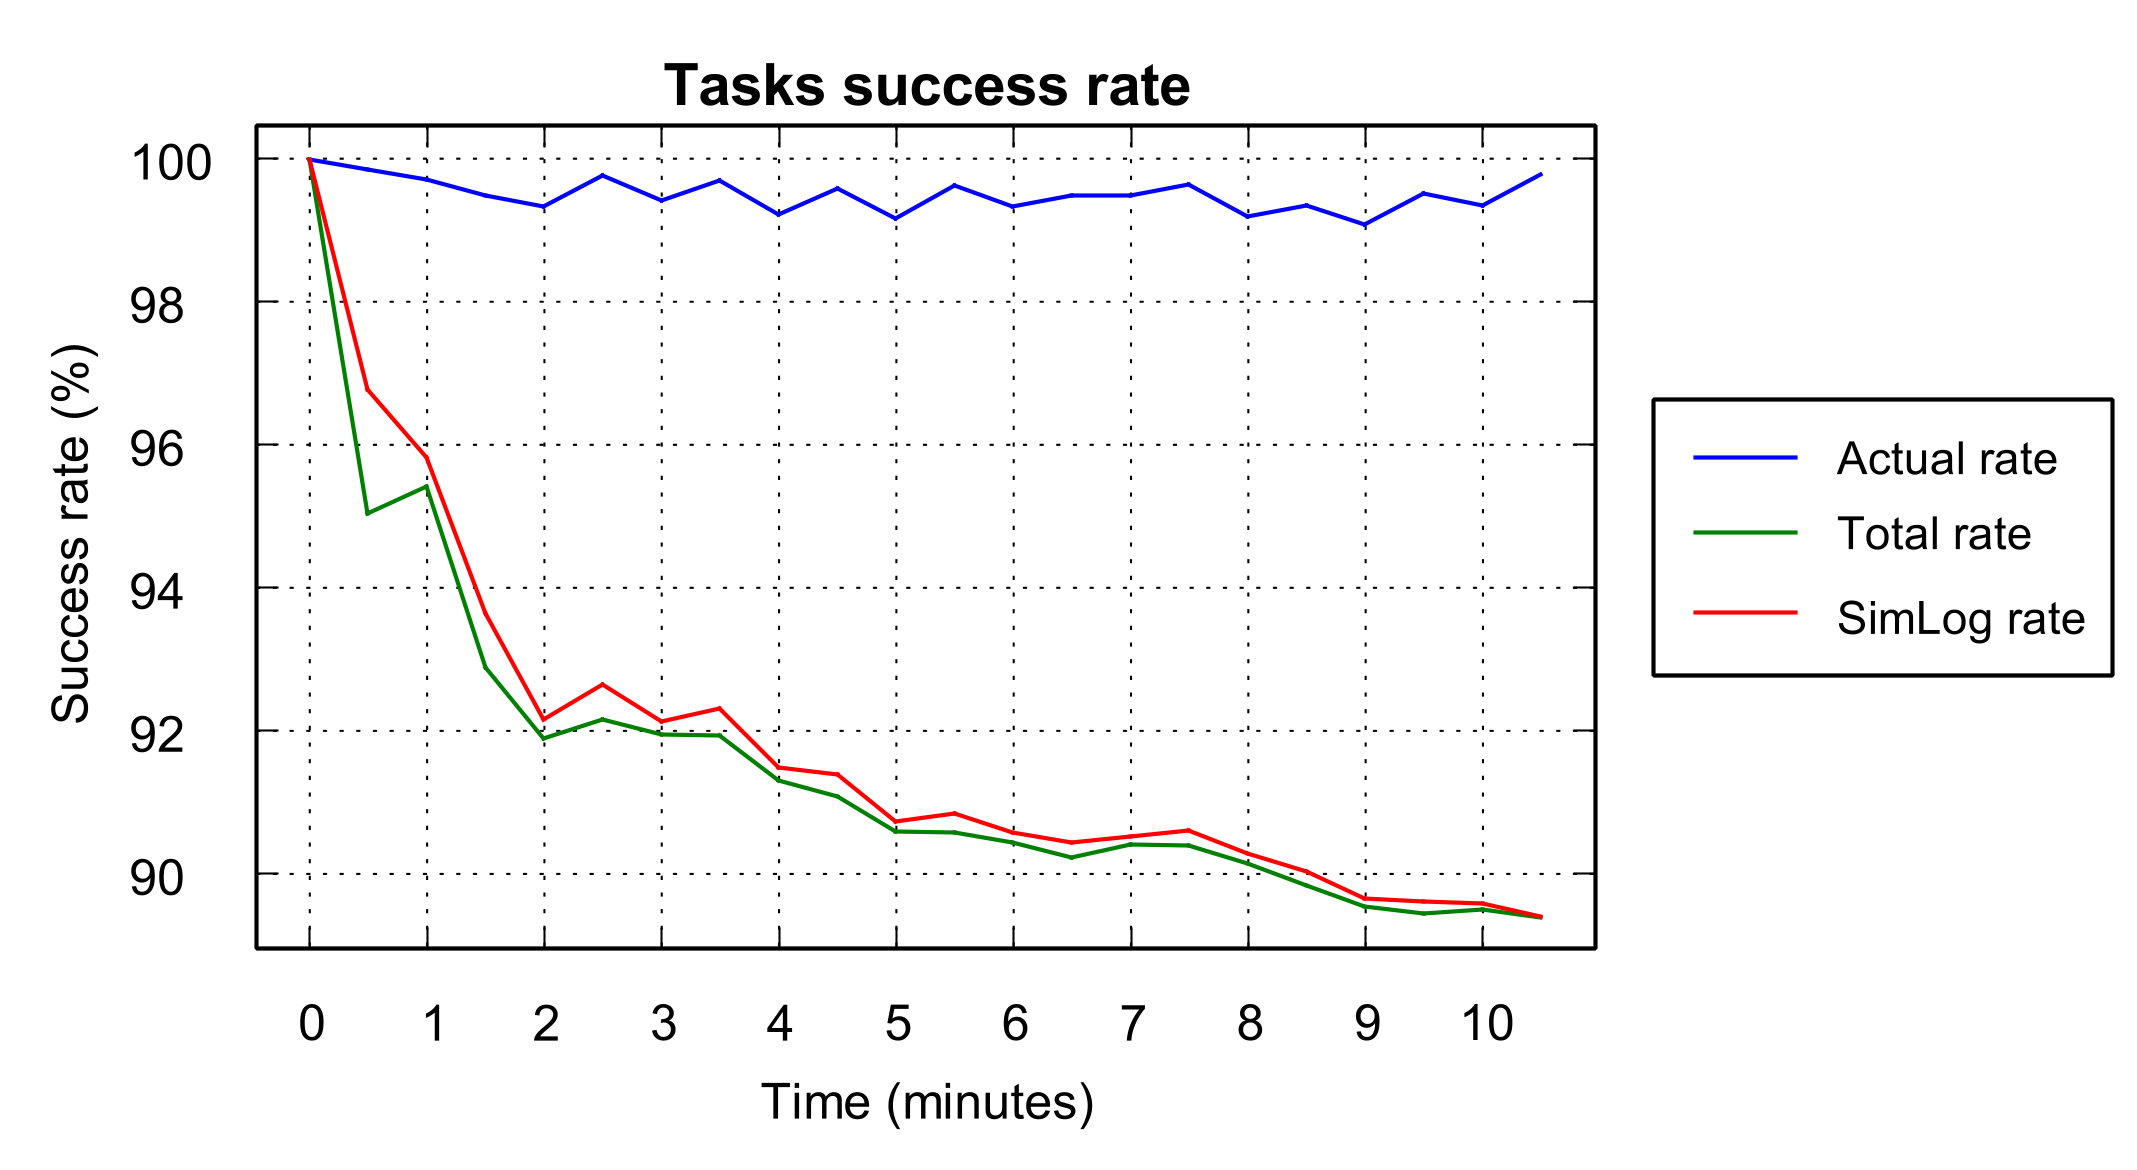 Tasks success rate
100
98
96
94
92
90
Success rate (%)
0 1 2 3 4 5 6 7 8 9 10
Time (minutes)
Actual rate
Total rate
SimLog rate